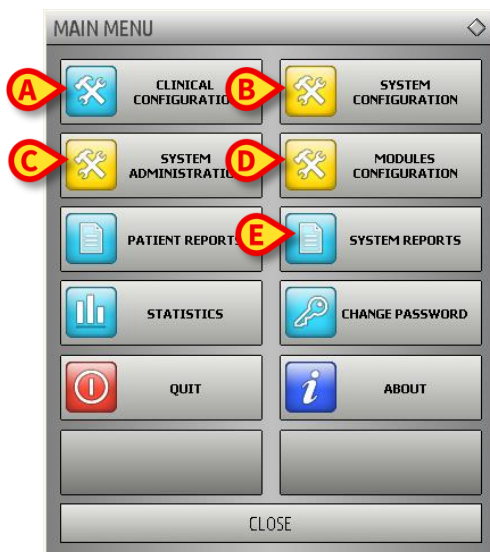 MAIN MENU
A
CLINICAL
CONFIGURATIO
B
SYSTEM
CONFIGURATION
C
SYSTEM
ADMINISTRATIO
D
MODULES
CONFIGURATION
PATIENT REPORTS
E
SYSTEM REPORTS
STATISTICS
CHANGE PASSWORD
QUIT
i
ABOUT
CLOSE